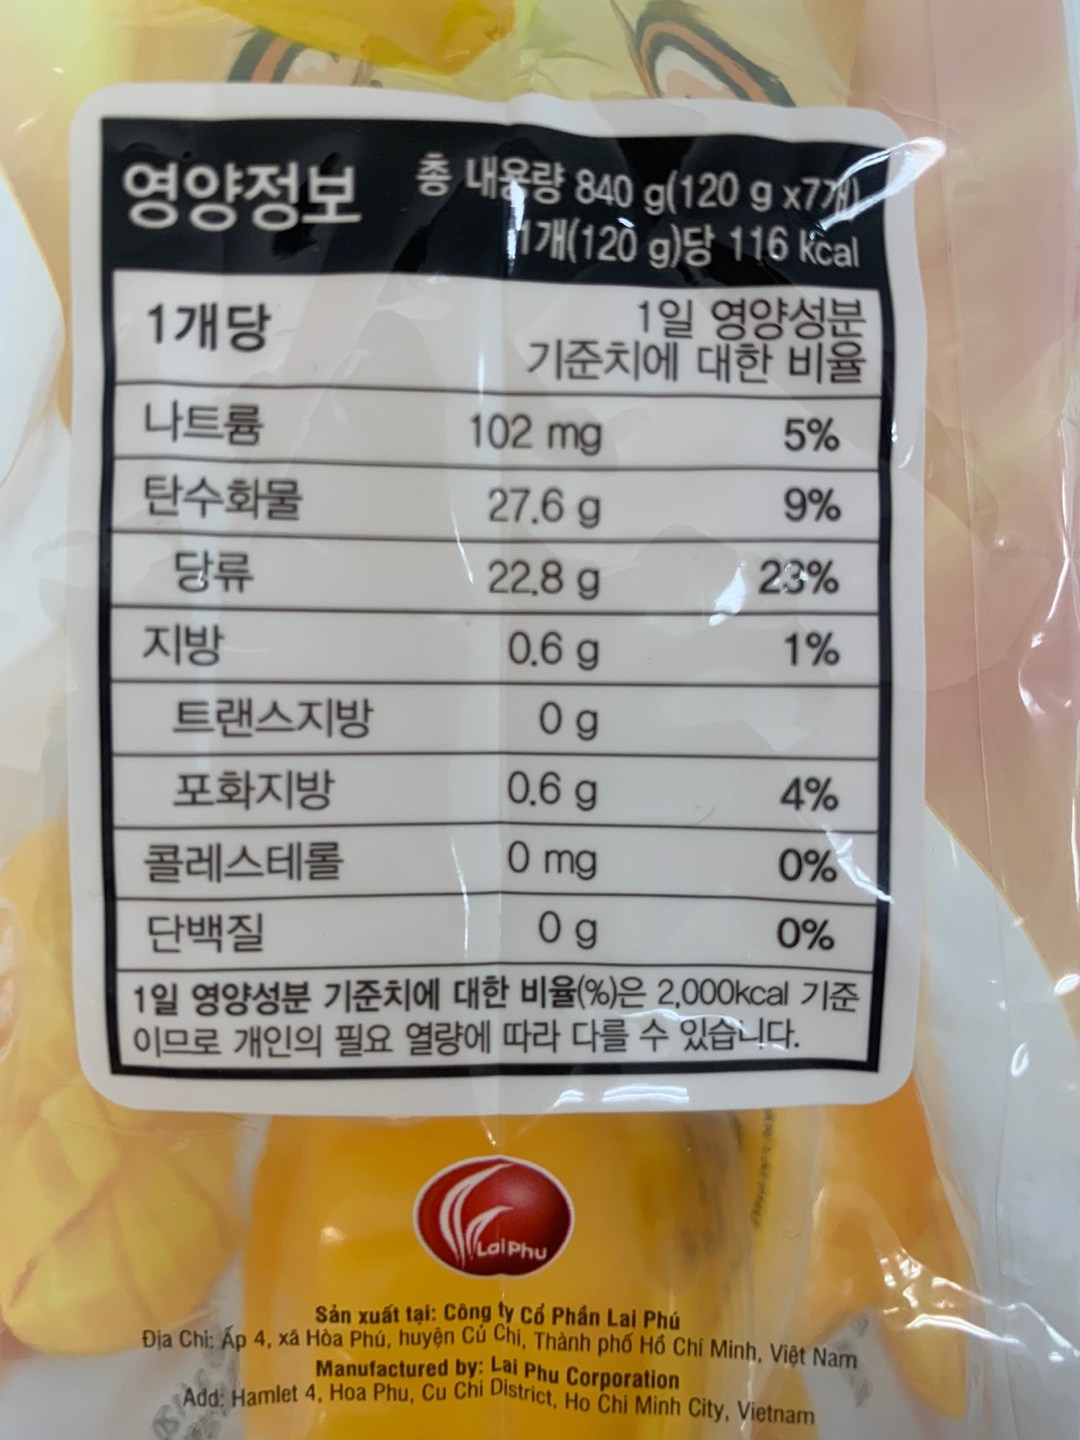 영양정보
총 내용량 840 g(120 g x7개)
1개(120 g)당 116 kcal
1개당
1일 영양성분
기준치에 대한 비율
나트륨 102 mg 5%
탄수화물 27.6 g 9%
당류 22.8 g 23%
지방 0.6 g 1%
트랜스지방 0 g
포화지방 0.6 g 4%
콜레스테롤 0 mg 0%
단백질 0 g 0%
1일 영양성분 기준치에 대한 비율(%)은 2,000kcal 기준
이므로 개인의 필요 열량에 따라 다를 수 있습니다.
Lai Phu
Sản xuất tại: Công ty Cổ Phần Lai Phú
Địa Chỉ: Ấp 4, xã Hòa Phú, huyện Củ Chi, Thành phố Hồ Chí Minh, Việt Nam
Manufactured by: Lai Phu Corporation
Add: Hamlet 4, Hoa Phu, Cu Chi District, Ho Chi Minh City, Vietnam